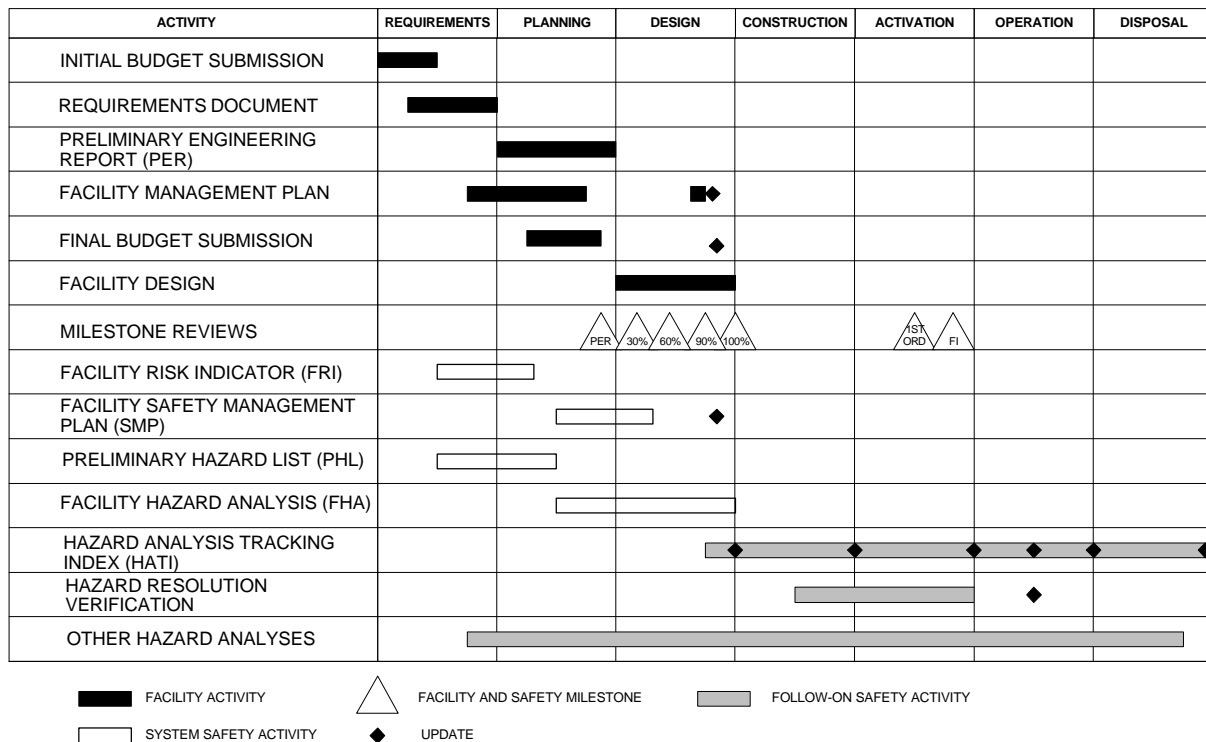 ACTIVITY REQUIREMENTS PLANNING DESIGN CONSTRUCTION ACTIVATION OPERATION DISPOSAL
INITIAL BUDGET SUBMISSION
REQUIREMENTS DOCUMENT
PRELIMINARY ENGINEERING
REPORT (PER)
FACILITY MANAGEMENT PLAN
FINAL BUDGET SUBMISSION
FACILITY DESIGN
MILESTONE REVIEWS
PER 30% 60% 90% 100%
1ST
ORD
FI
FACILITY RISK INDICATOR (FRI)
FACILITY SAFETY MANAGEMENT
PLAN (SMP)
PRELIMINARY HAZARD LIST (PHL)
FACILITY HAZARD ANALYSIS (FHA)
HAZARD ANALYSIS TRACKING
INDEX (HATI)
HAZARD RESOLUTION
VERIFICATION
OTHER HAZARD ANALYSES
FACILITY ACTIVITY FACILITY AND SAFETY MILESTONE FOLLOW-ON SAFETY ACTIVITY
SYSTEM SAFETY ACTIVITY UPDATE